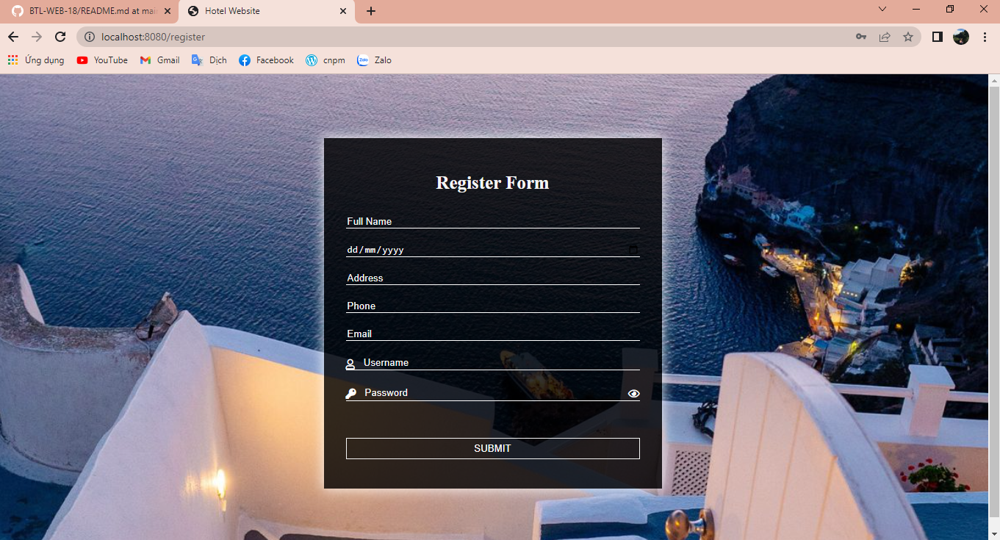 BTL-WEB-18/README.md at mai
Hotel Website
localhost:8080/register
Ứng dụng YouTube Gmail Dịch Facebook cnpm Zalo
Register Form
Full Name
dd/mm/yyyy
Address
Phone
Email
Username
Password
SUBMIT